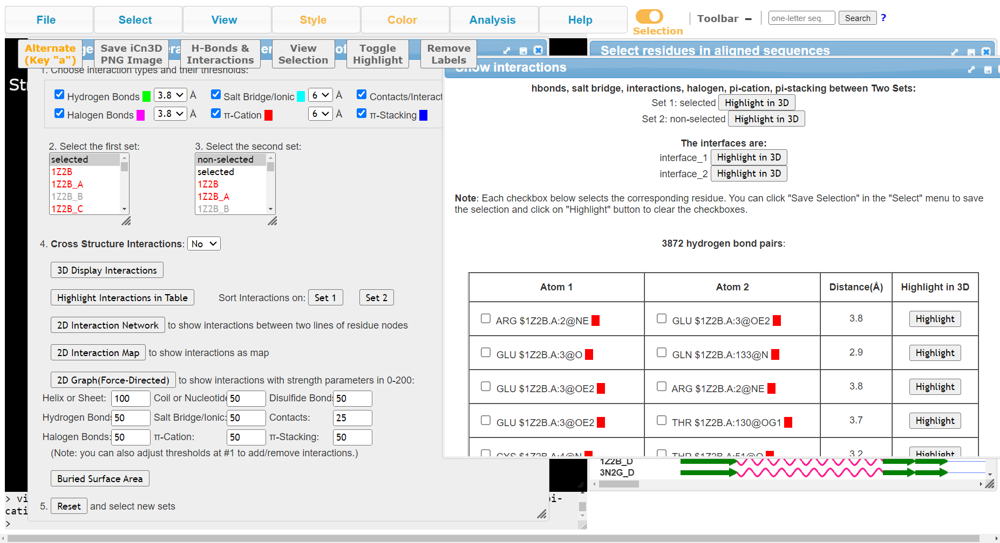 File Select View Style Color Analysis Help Selection Toolbar − one-letter seq. Search ?
Alternate (Key "a") Save iCn3D PNG Image H-Bonds & Interactions View Selection Toggle Highlight Remove Labels
1. Choose interaction types and their thresholds:
Hydrogen Bonds 3.8 Å Salt Bridge/Ionic 6 Å Contacts/Interact
Halogen Bonds 3.8 Å π-Cation 6 Å π-Stacking
2. Select the first set:
selected
1Z2B
1Z2B_A
1Z2B_B
1Z2B_C
3. Select the second set:
non-selected
selected
1Z2B
1Z2B_A
1Z2B_B
4. Cross Structure Interactions: No
3D Display Interactions
Highlight Interactions in Table Sort Interactions on: Set 1 Set 2
2D Interaction Network to show interactions between two lines of residue nodes
2D Interaction Map to show interactions as map
2D Graph(Force-Directed) to show interactions with strength parameters in 0-200:
Helix or Sheet: 100 Coil or Nucleotide 50 Disulfide Bond: 50
Hydrogen Bond: 50 Salt Bridge/Ionic: 50 Contacts: 25
Halogen Bonds: 50 π-Cation: 50 π-Stacking: 50
(Note: you can also adjust thresholds at #1 to add/remove interactions.)
Buried Surface Area
5. Reset and select new sets
Select residues in aligned sequences
Show interactions
hbonds, salt bridge, interactions, halogen, pi-cation, pi-stacking between Two Sets:
Set 1: selected Highlight in 3D
Set 2: non-selected Highlight in 3D
The interfaces are:
interface_1 Highlight in 3D
interface_2 Highlight in 3D
Note: Each checkbox below selects the corresponding residue. You can click "Save Selection" in the "Select" menu to save
the selection and click on "Highlight" button to clear the checkboxes.
3872 hydrogen bond pairs:
Atom 1 Atom 2 Distance(Å) Highlight in 3D
ARG $1Z2B.A:2@NE GLU $1Z2B.A:3@OE2 3.8 Highlight
GLU $1Z2B.A:3@O GLN $1Z2B.A:133@N 2.9 Highlight
GLU $1Z2B.A:3@OE2 ARG $1Z2B.A:2@NE 3.8 Highlight
GLU $1Z2B.A:3@OE2 THR $1Z2B.A:130@OG1 3.7 Highlight
CYS $1Z2B.A:4@N THR $1Z2B.A:51@O 3.2 Highlight
1Z2B_D
3N2G_D
> vi
pi-
cati
>